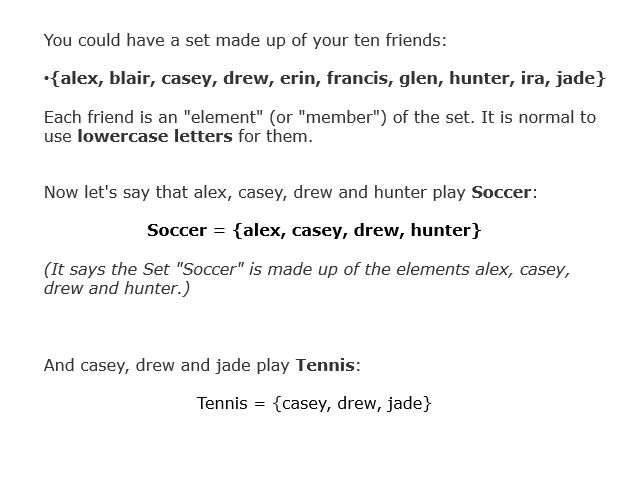 You could have a set made up of your ten friends:
•{alex, blair, casey, drew, erin, francis, glen, hunter, ira, jade}
Each friend is an "element" (or "member") of the set. It is normal to
use lowercase letters for them.
Now let's say that alex, casey, drew and hunter play Soccer:
Soccer = {alex, casey, drew, hunter}
(It says the Set "Soccer" is made up of the elements alex, casey,
drew and hunter.)
And casey, drew and jade play Tennis:
Tennis = {casey, drew, jade}